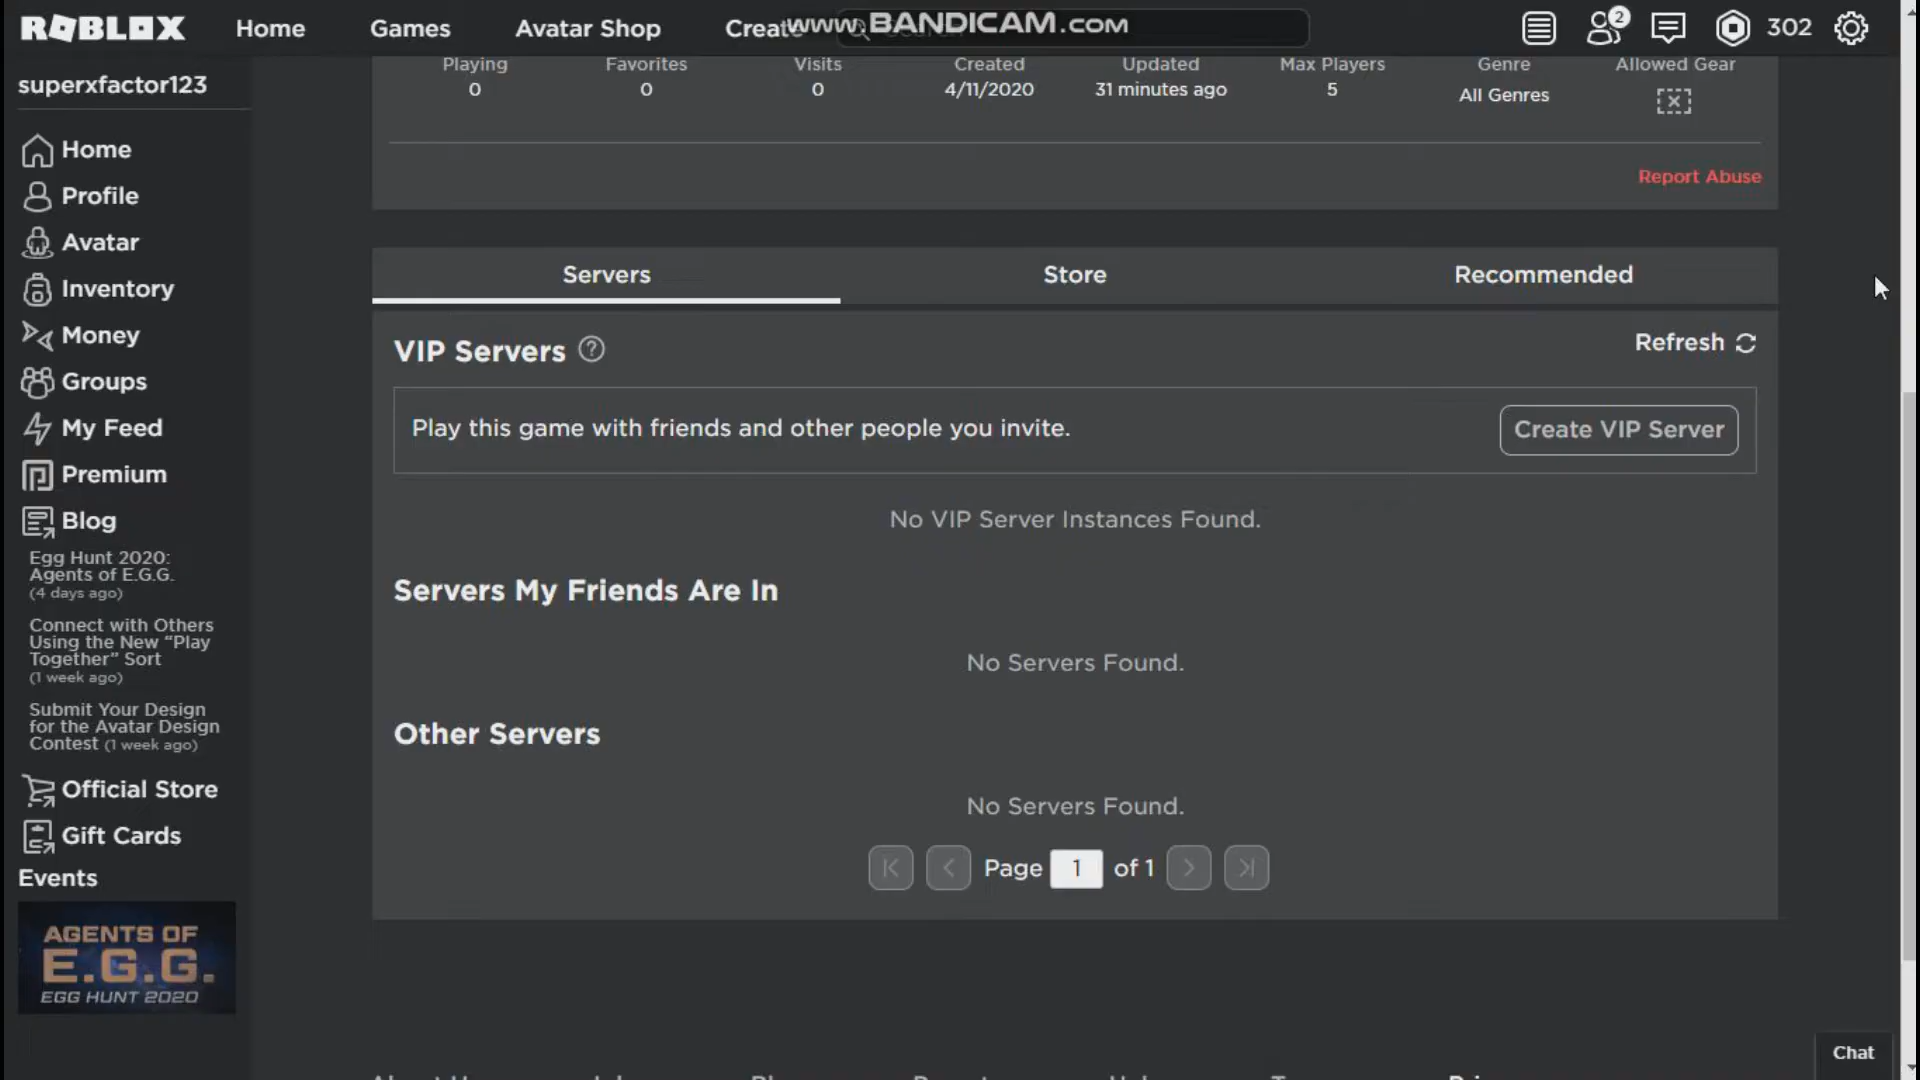 ROBLOX Home Games Avatar Shop Create www.BANDICAM.com 2 302
superxfactor123
Playing Favorites Visits Created Updated Max Players Genre Allowed Gear
0 0 0 4/11/2020 31 minutes ago 5 All Genres
Report Abuse
Home
Profile
Avatar
Inventory
Money
Groups
My Feed
Premium
Blog
Egg Hunt 2020:
Agents of E.G.G.
(4 days ago)
Connect with Others
Using the New “Play
Together” Sort
(1 week ago)
Submit Your Design
for the Avatar Design
Contest (1 week ago)
Official Store
Gift Cards
Events
AGENTS OF
E.G.G.
EGG HUNT 2020
Servers Store Recommended
VIP Servers ? Refresh
Play this game with friends and other people you invite. Create VIP Server
No VIP Server Instances Found.
Servers My Friends Are In
No Servers Found.
Other Servers
No Servers Found.
Page 1 of 1
Chat